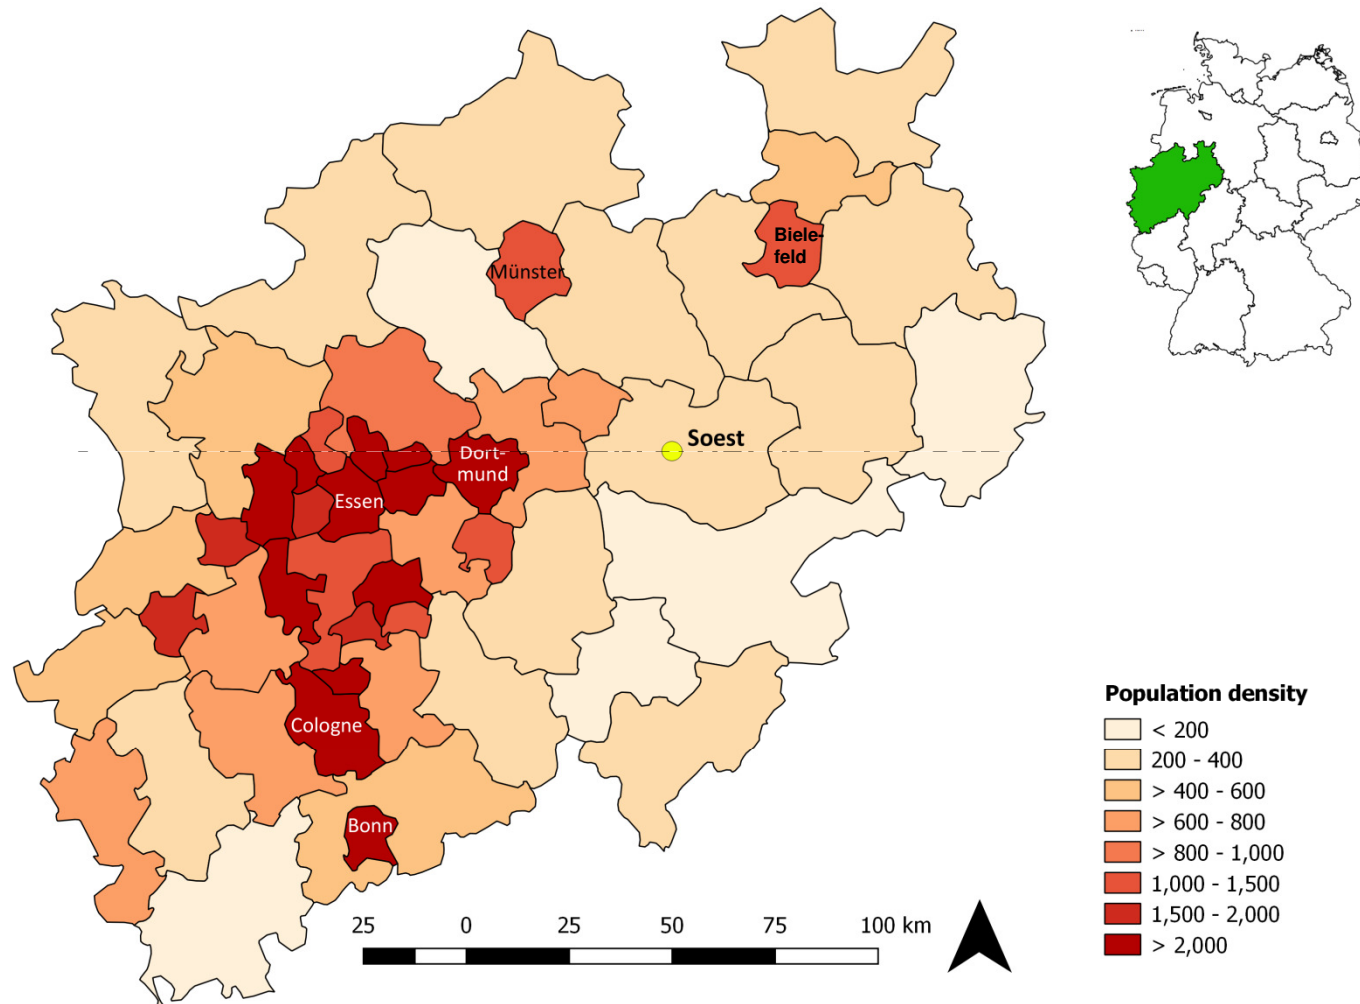 Münster
Biele-
feld
Soest
Dort-
mund
Essen
Cologne
Bonn
Population density
< 200
200 - 400
> 400 - 600
> 600 - 800
> 800 - 1,000
1,000 - 1,500
1,500 - 2,000
> 2,000
25 0 25 50 75 100 km